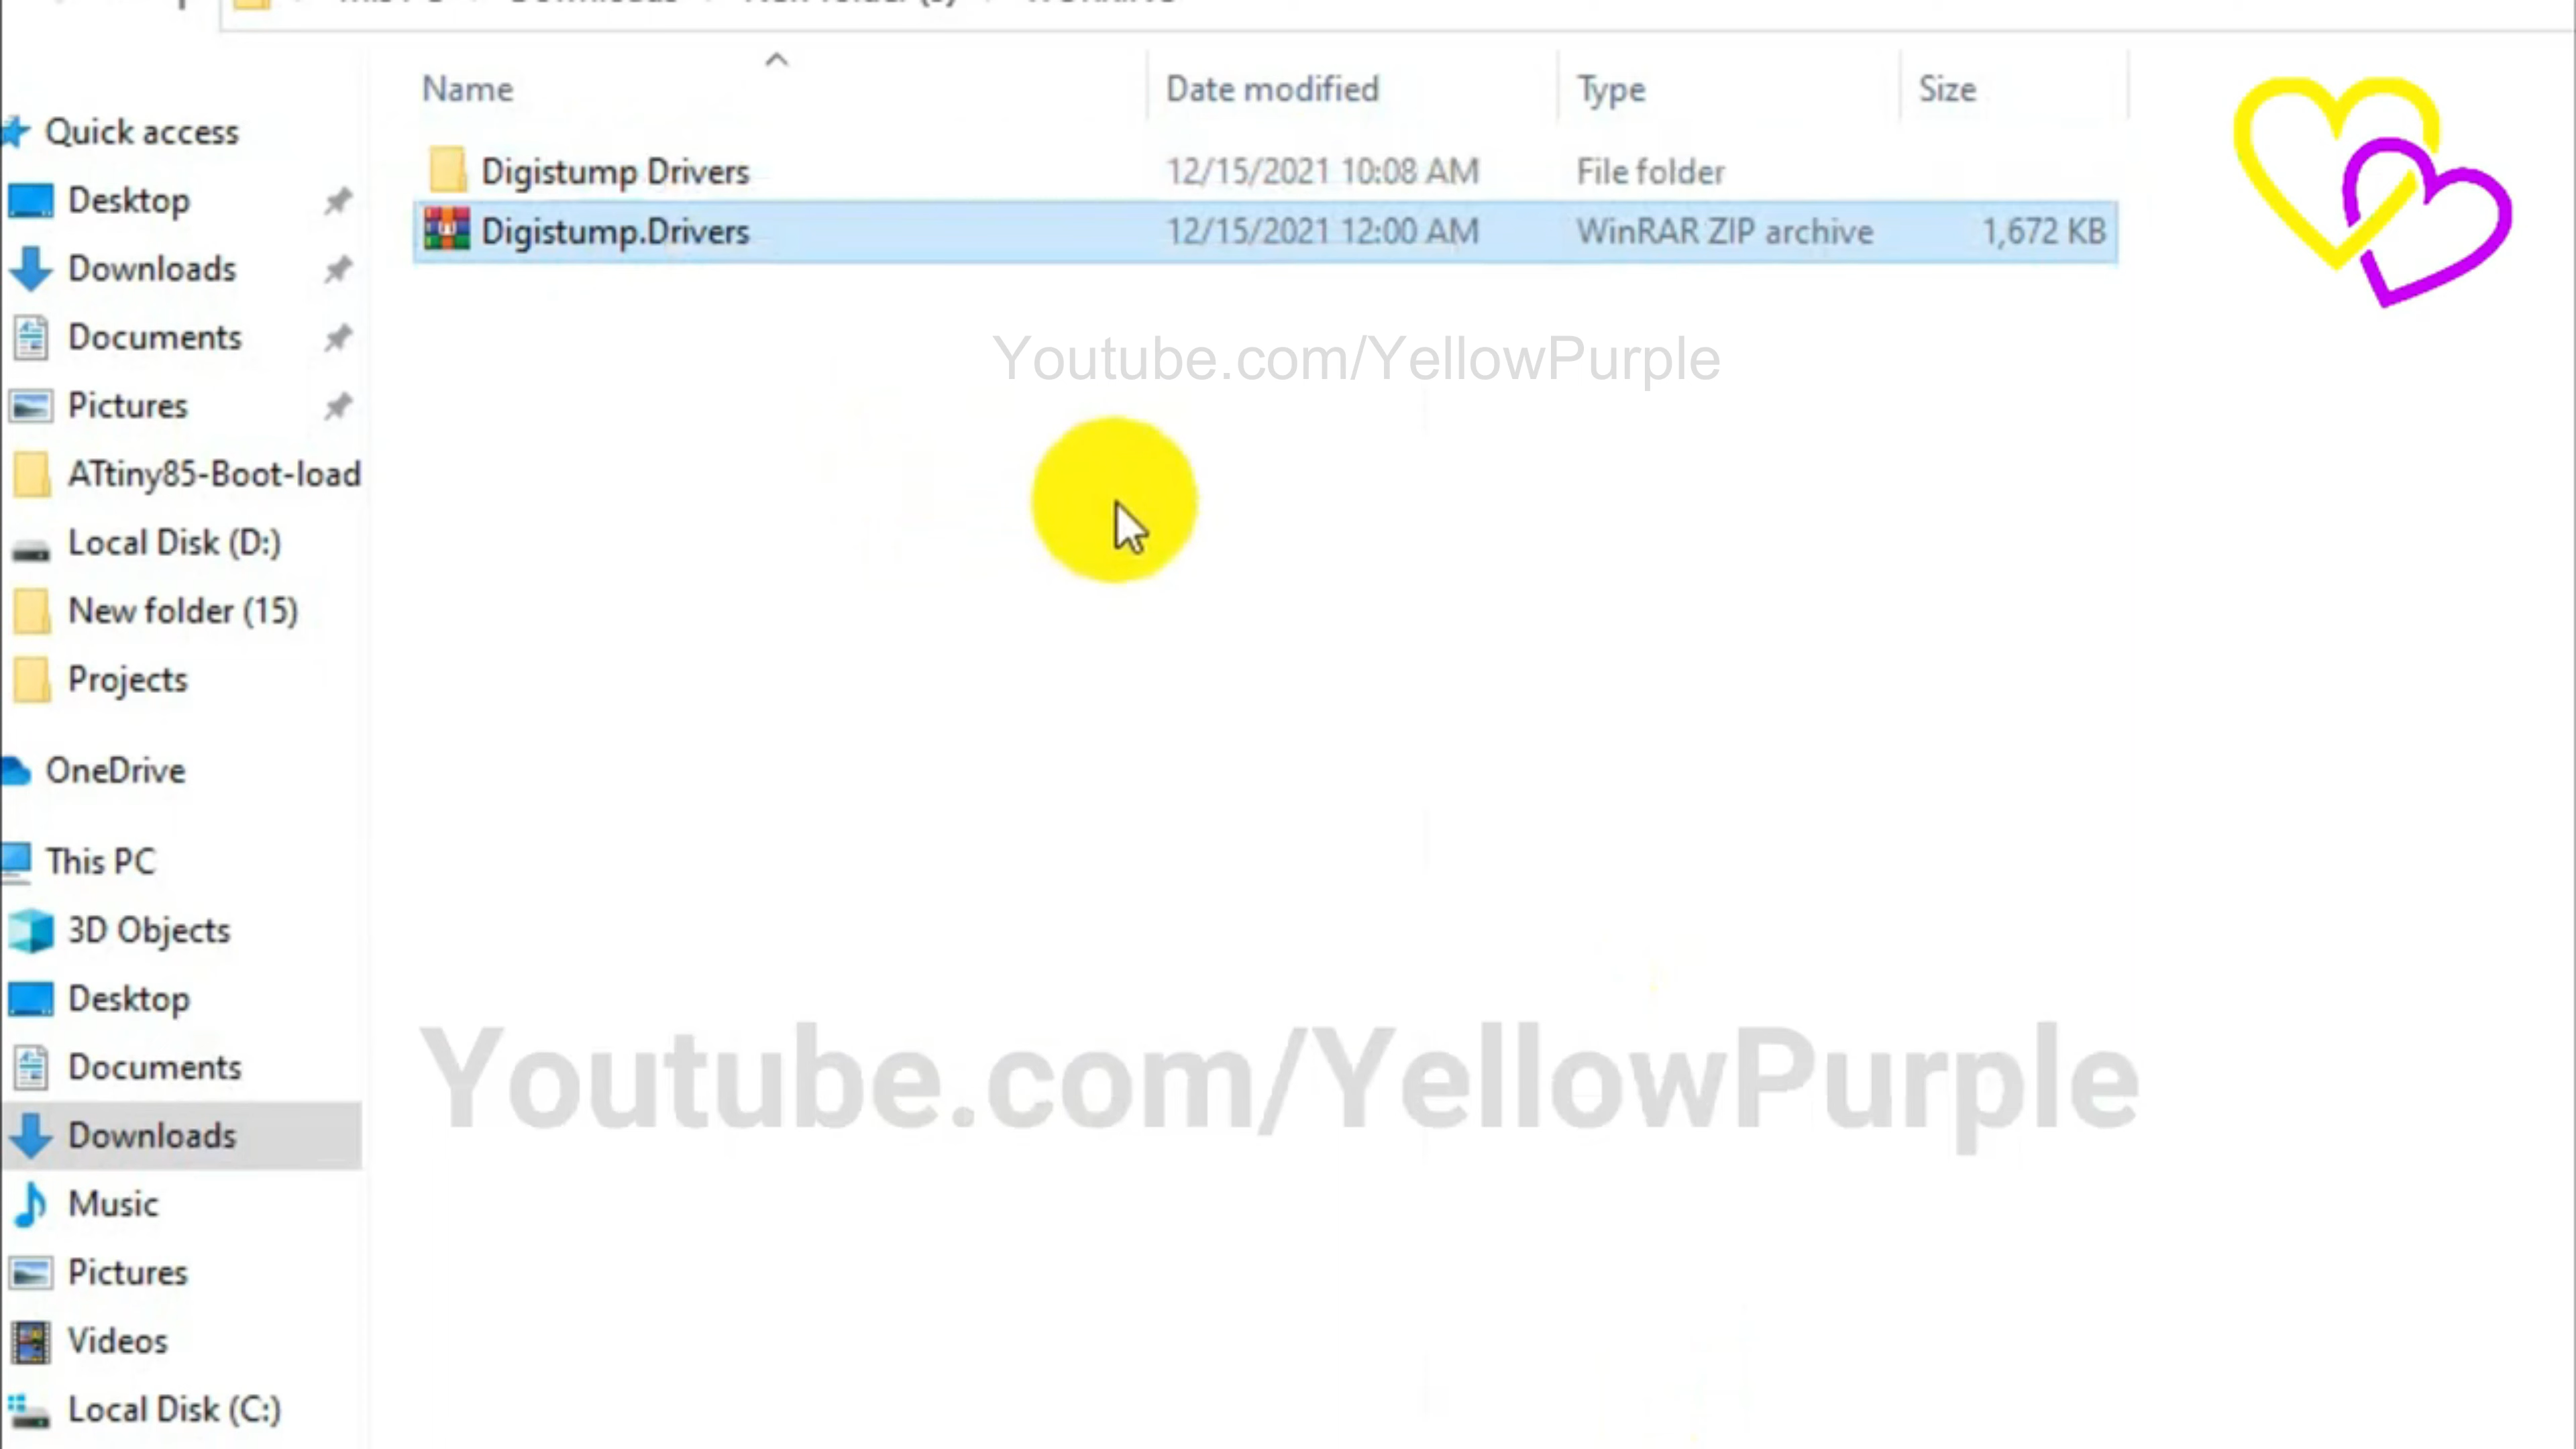 Name Date modified Type Size
Quick access
Digistump Drivers 12/15/2021 10:08 AM File folder
Desktop
Digistump.Drivers 12/15/2021 12:00 AM WinRAR ZIP archive 1,672 KB
Downloads
Documents
Youtube.com/YellowPurple
Pictures
ATtiny85-Boot-load
Local Disk (D:)
New folder (15)
Projects
OneDrive
This PC
3D Objects
Desktop
Documents
Youtube.com/YellowPurple
Downloads
Music
Pictures
Videos
Local Disk (C:)